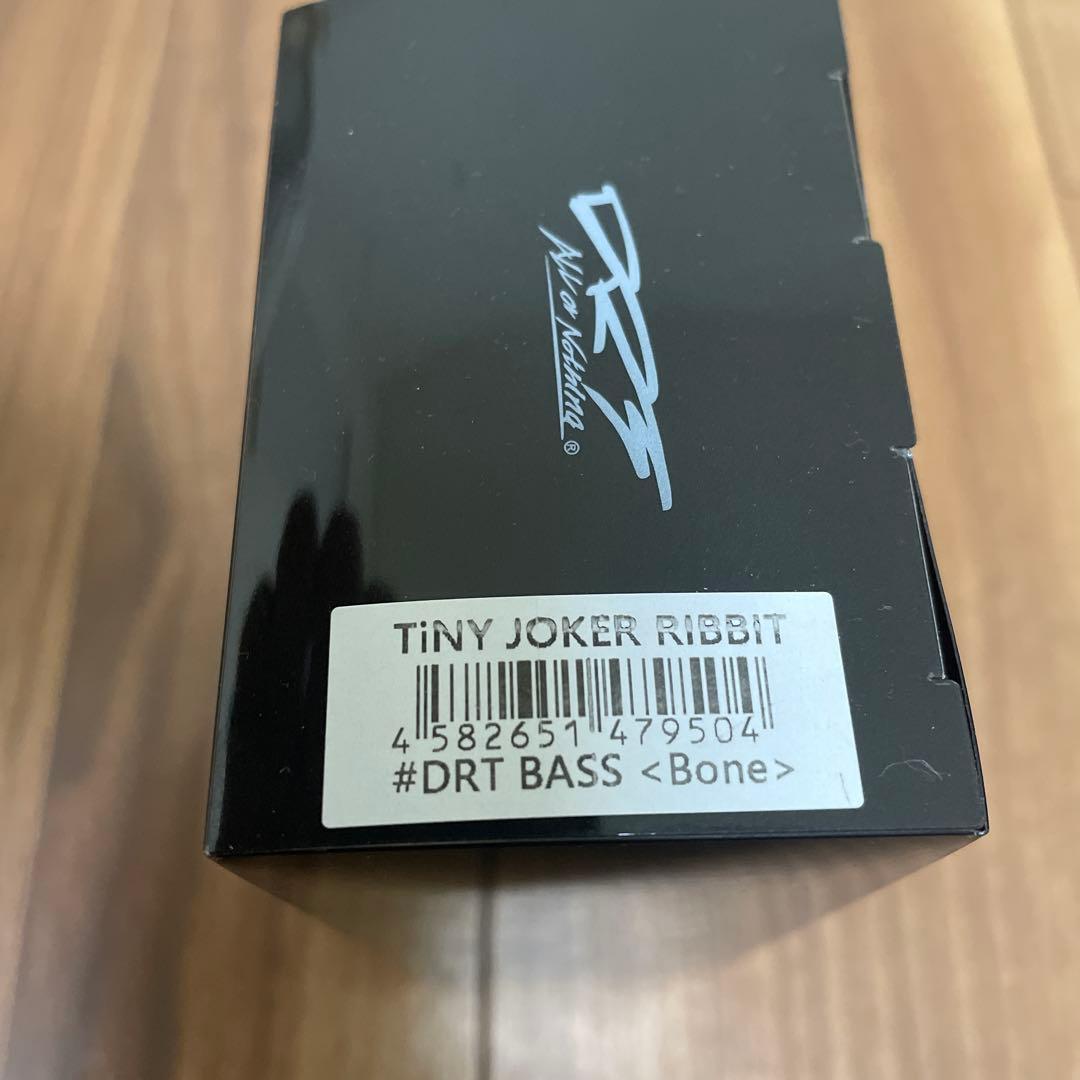 DRT
All or Nothing ®
TiNY JOKER RIBBiT
4 582651 479504
#DRT BASS <Bone>